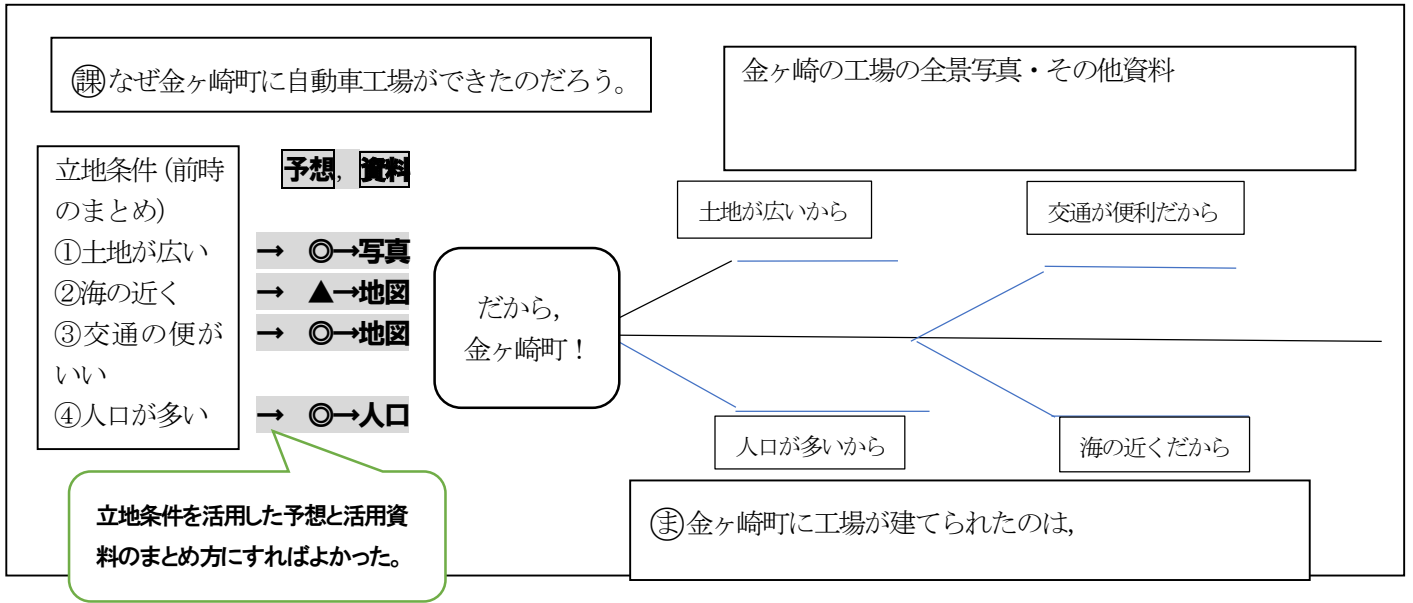 ㋕なぜ金ヶ崎町に自動車工場ができたのだろう。
金ヶ崎の工場の全景写真・その他資料
立地条件(前時
のまとめ)
①土地が広い
②海の近く
③交通の便が
いい
④人口が多い
予想，資料
→ ◎→写真
→ ▲→地図
→ ◎→地図
→ ◎→人口
立地条件を活用した予想と活用資
料のまとめ方にすればよかった。
だから，
金ヶ崎町！
土地が広いから
交通が便利だから
人口が多いから
海の近くだから
㋮金ヶ崎町に工場が建てられたのは，